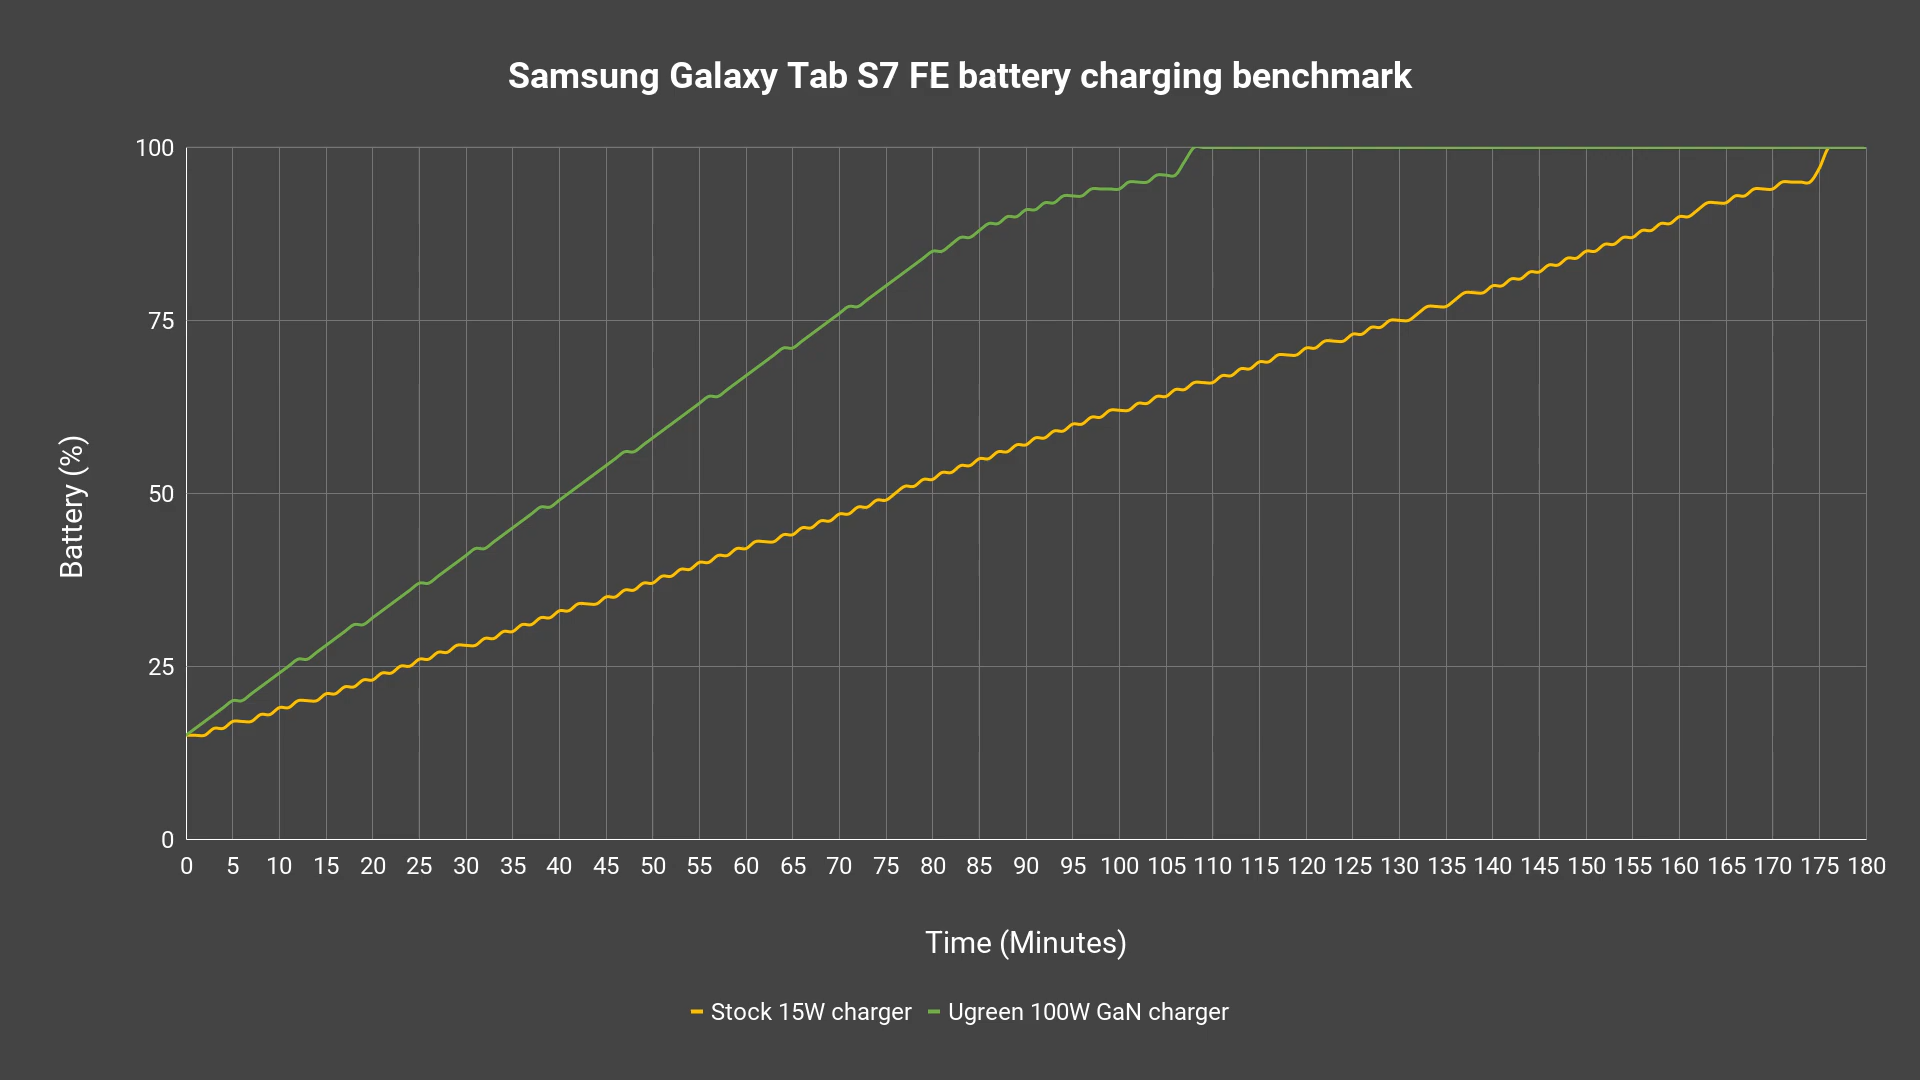 Samsung Galaxy Tab S7 FE battery charging benchmark
100
75
50
25
0
Battery (%)
0 5 10 15 20 25 30 35 40 45 50 55 60 65 70 75 80 85 90 95 100 105 110 115 120 125 130 135 140 145 150 155 160 165 170 175 180
Time (Minutes)
Stock 15W charger Ugreen 100W GaN charger